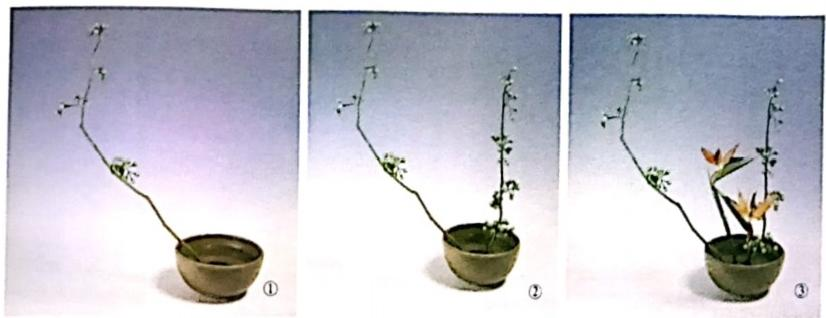 ①
②
③